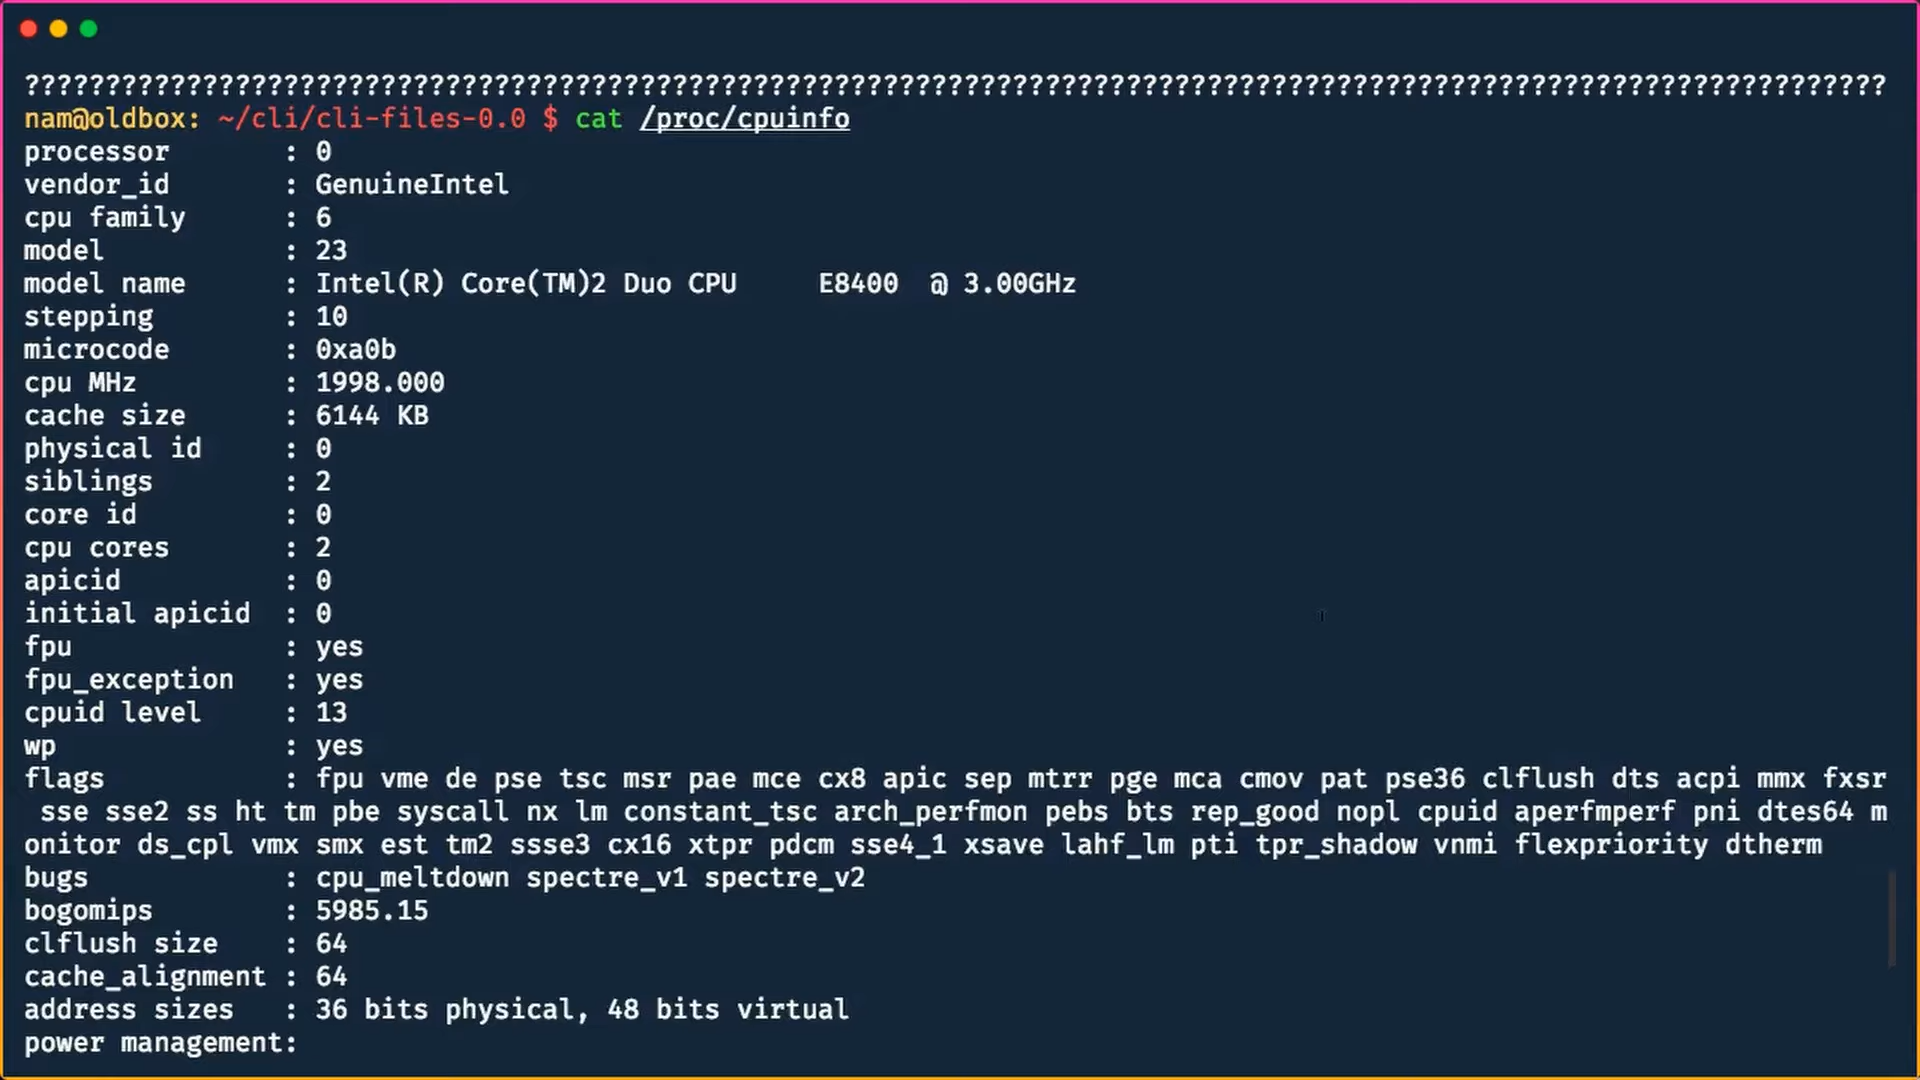 ???????????????????????????????????????????????????????????????????????????????????????????????????????????????????
nam@oldbox: ~/cli/cli-files-0.0 $ cat /proc/cpuinfo
processor       : 0
vendor_id       : GenuineIntel
cpu family      : 6
model           : 23
model name      : Intel(R) Core(TM)2 Duo CPU     E8400  @ 3.00GHz
stepping        : 10
microcode       : 0xa0b
cpu MHz         : 1998.000
cache size      : 6144 KB
physical id     : 0
siblings        : 2
core id         : 0
cpu cores       : 2
apicid          : 0
initial apicid  : 0
fpu             : yes
fpu_exception   : yes
cpuid level     : 13
wp              : yes
flags           : fpu vme de pse tsc msr pae mce cx8 apic sep mtrr pge mca cmov pat pse36 clflush dts acpi mmx fxsr
 sse sse2 ss ht tm pbe syscall nx lm constant_tsc arch_perfmon pebs bts rep_good nopl cpuid aperfmperf pni dtes64 m
onitor ds_cpl vmx smx est tm2 ssse3 cx16 xtpr pdcm sse4_1 xsave lahf_lm pti tpr_shadow vnmi flexpriority dtherm
bugs            : cpu_meltdown spectre_v1 spectre_v2
bogomips        : 5985.15
clflush size    : 64
cache_alignment : 64
address sizes   : 36 bits physical, 48 bits virtual
power management: